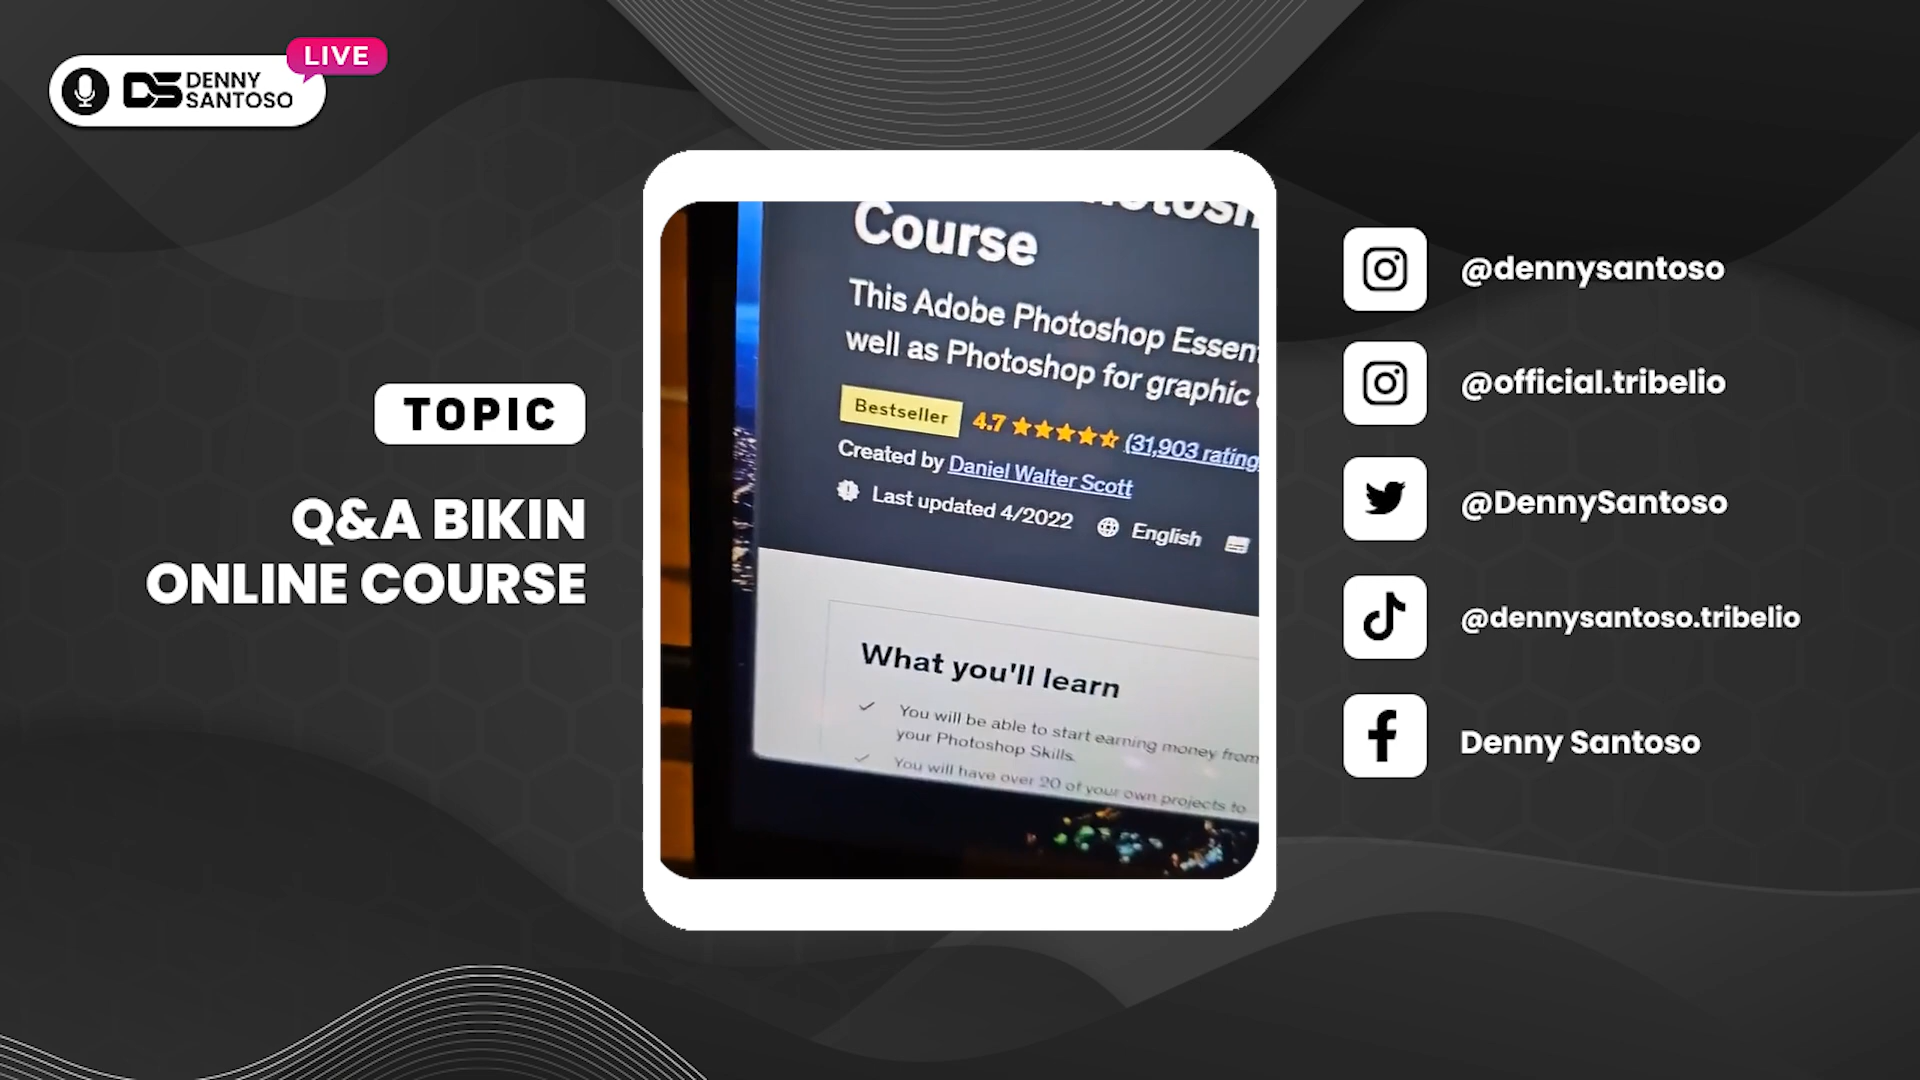 LIVE
DS DENNY
SANTOSO
TOPIC
Q&A BIKIN
ONLINE COURSE
Course
This Adobe Photoshop
well as Photoshop for graphic
Bestseller 4.7 (31,903
Created by Daniel Walter Scott
Last updated 4/2022 English
What you'll learn
You will be able to start earning money from
your Photoshop Skills.
You will have over 20 of your own projects to
@dennysantoso
@official.tribelio
@DennySantoso
@dennysantoso.tribelio
Denny Santoso